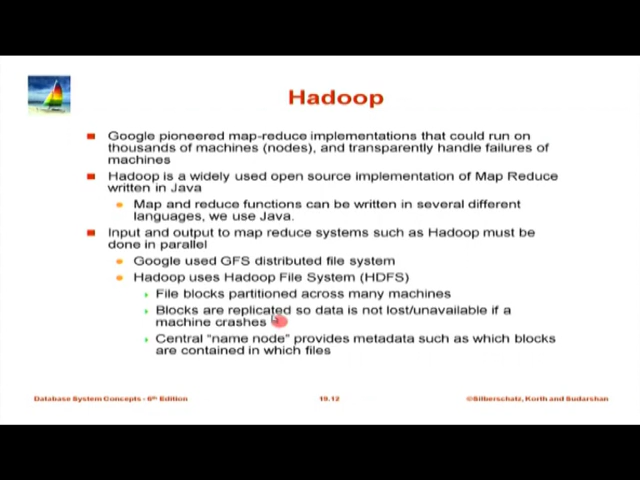 Hadoop
Google pioneered map-reduce implementations that could run on
thousands of machines (nodes), and transparently handle failures of
machines
Hadoop is a widely used open source implementation of Map Reduce
written in Java
Map and reduce functions can be written in several different
languages, we use Java.
Input and output to map reduce systems such as Hadoop must be
done in parallel
Google used GFS distributed file system
Hadoop uses Hadoop File System (HDFS)
File blocks partitioned across many machines
Blocks are replicated so data is not lost/unavailable if a
machine crashes
Central “name node” provides metadata such as which blocks
are contained in which files
Database System Concepts - 6th Edition
19.12
©Silberschatz, Korth and Sudarshan